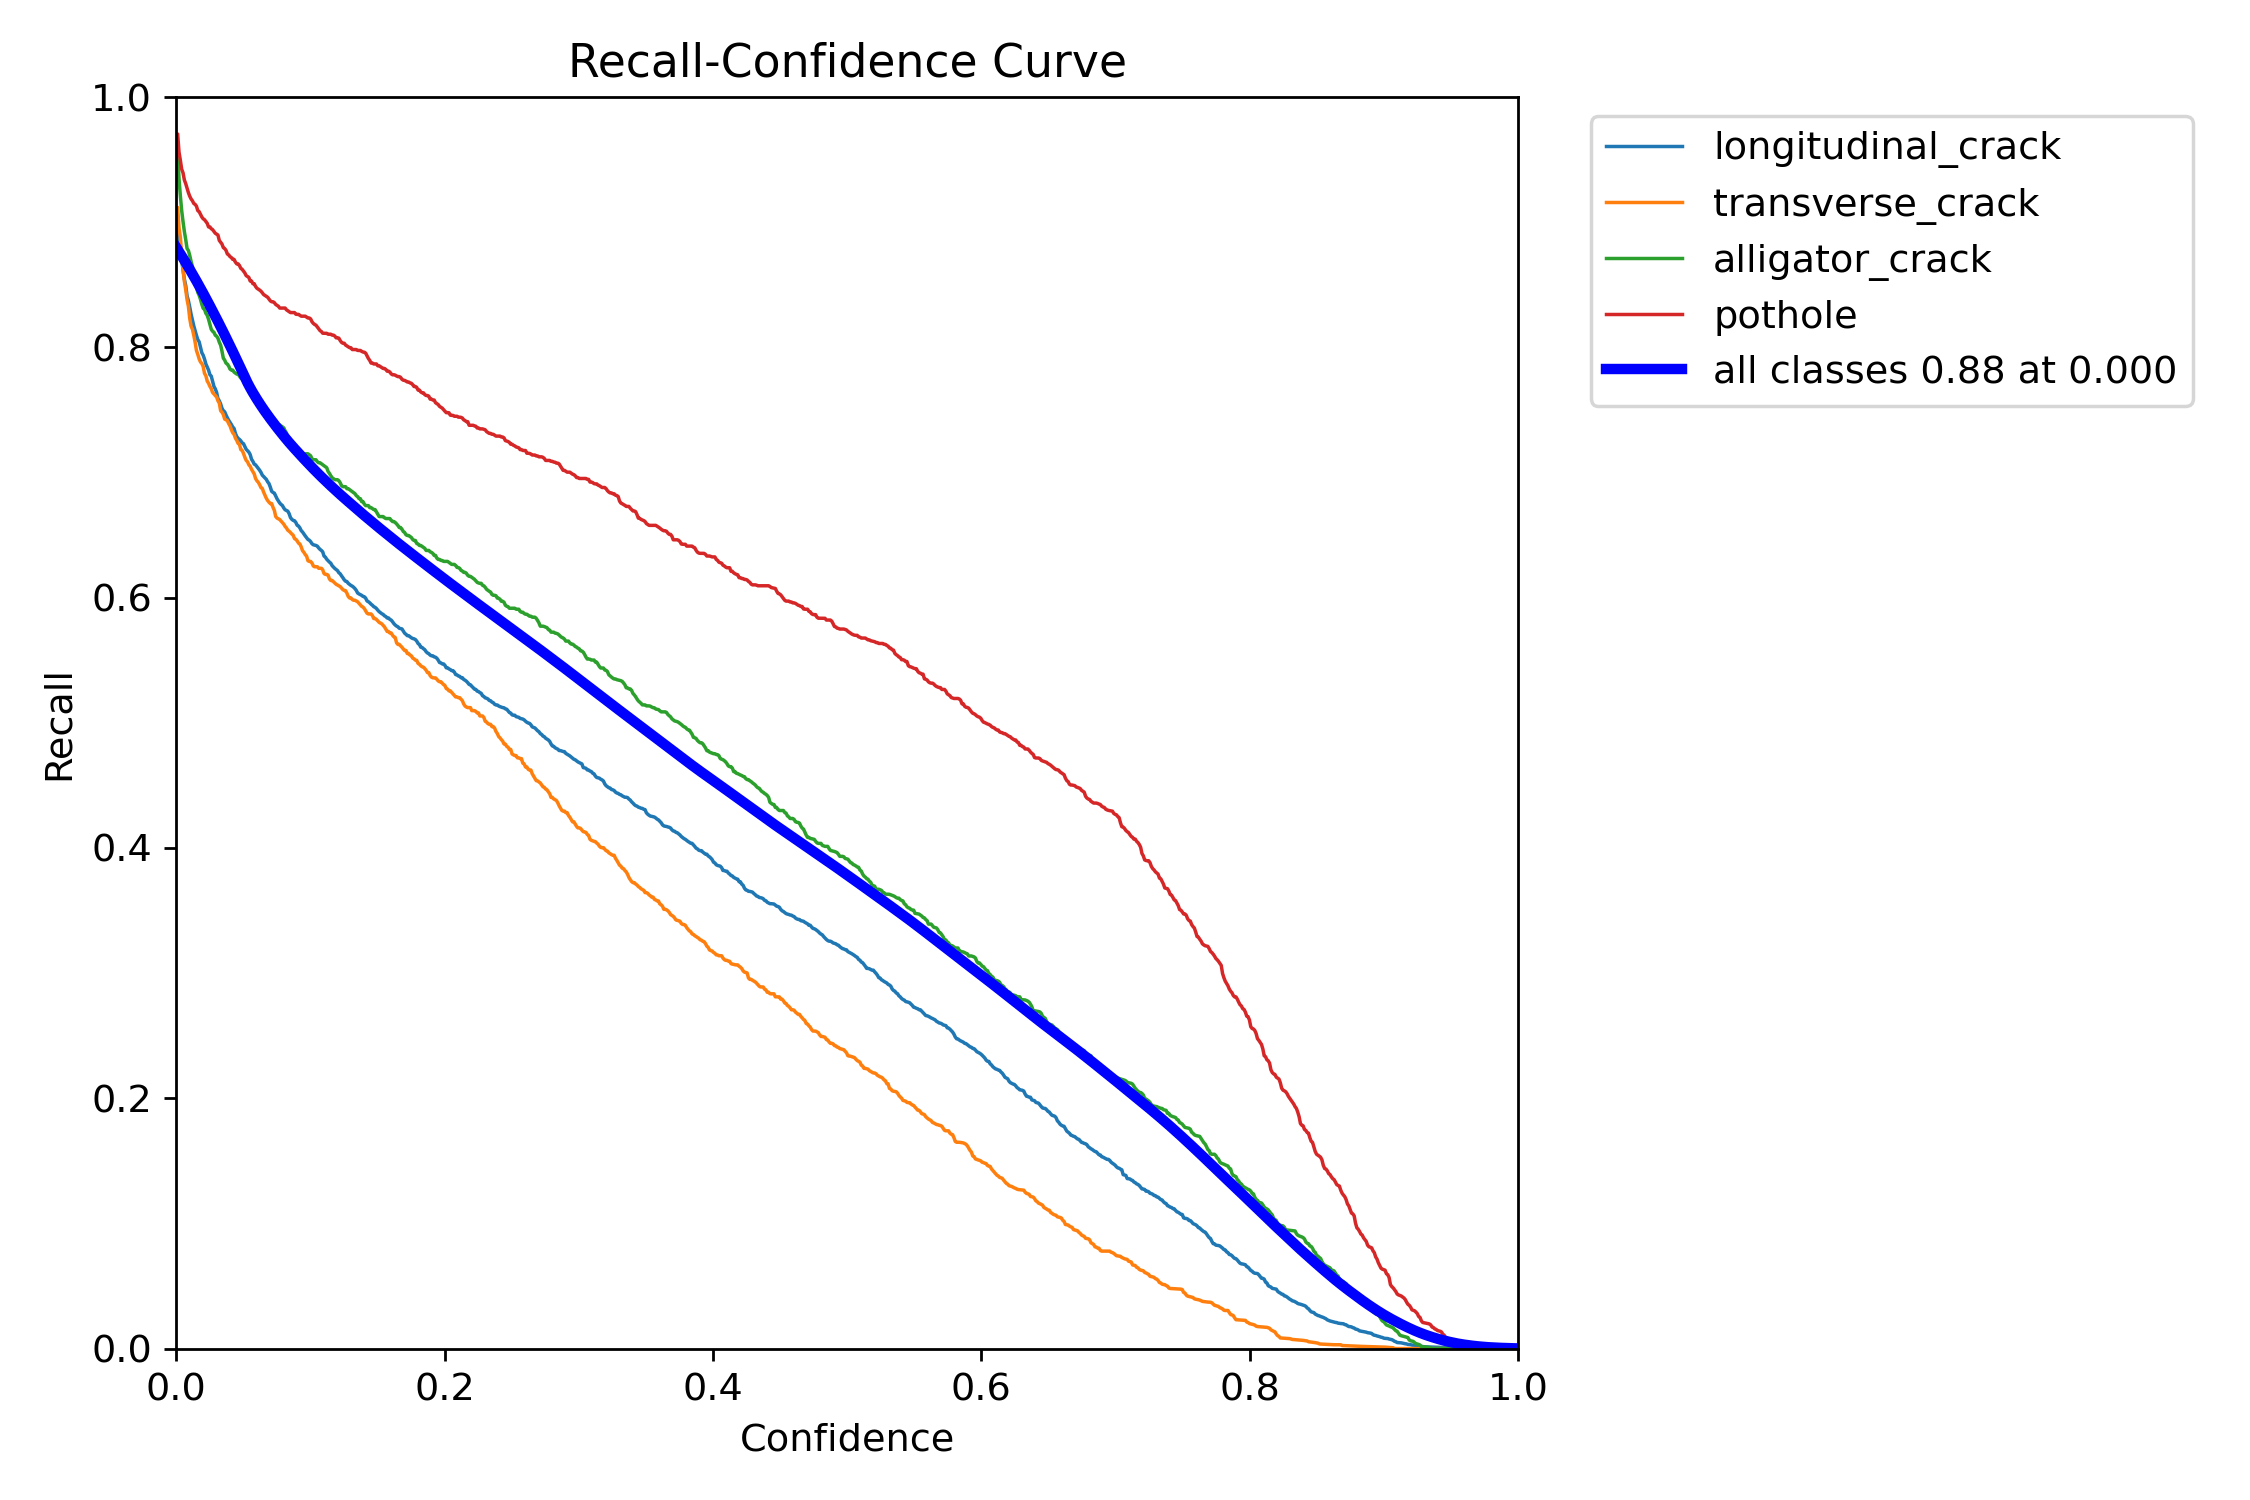 Recall-Confidence Curve
1.0
0.8
0.6
0.4
0.2
0.0
Recall
0.0 0.2 0.4 0.6 0.8 1.0
Confidence
longitudinal_crack
transverse_crack
alligator_crack
pothole
all classes 0.88 at 0.000